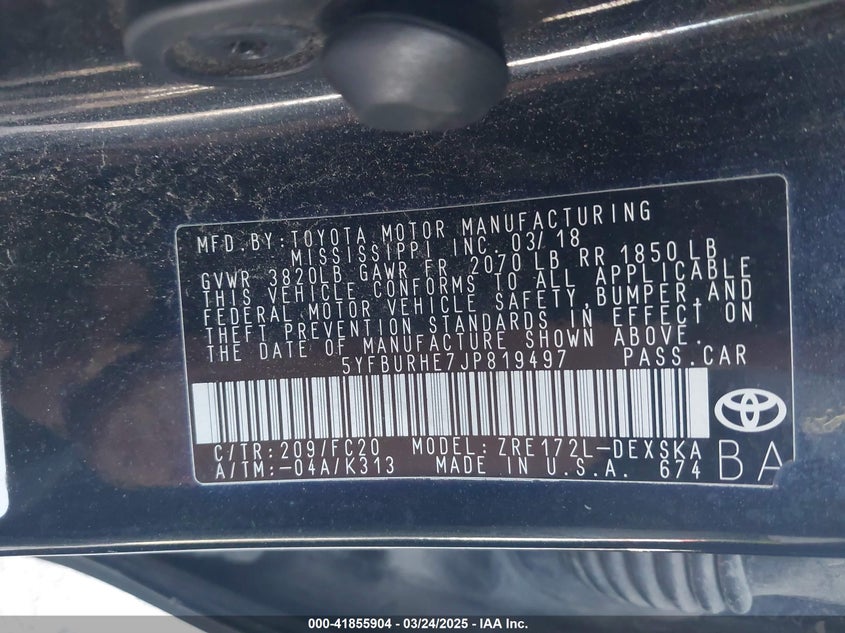 MFD.BY:TOYOTA MOTOR MANUFACTURING
MISSISSIPPI INC. 03/18
GVWR 3820LB GAWR FR 2070 LB RR 1850LB
THIS VEHICLE CONFORMS TO ALL APPLICABLE
FEDERAL MOTOR VEHICLE SAFETY,BUMPER,AND
THEFT PREVENTION STANDARDS IN EFFECT ON
THE DATE OF MANUFACTURE SHOWN ABOVE.
5YFBURHE7JP819497 PASS.CAR
C/TR:209/FC20 MODEL:ZRE172L-DEXSKA
A/TM:-04A/K313 MADE IN U.S.A. 674
BA
000-41855904 - 03/24/2025 - IAA Inc.